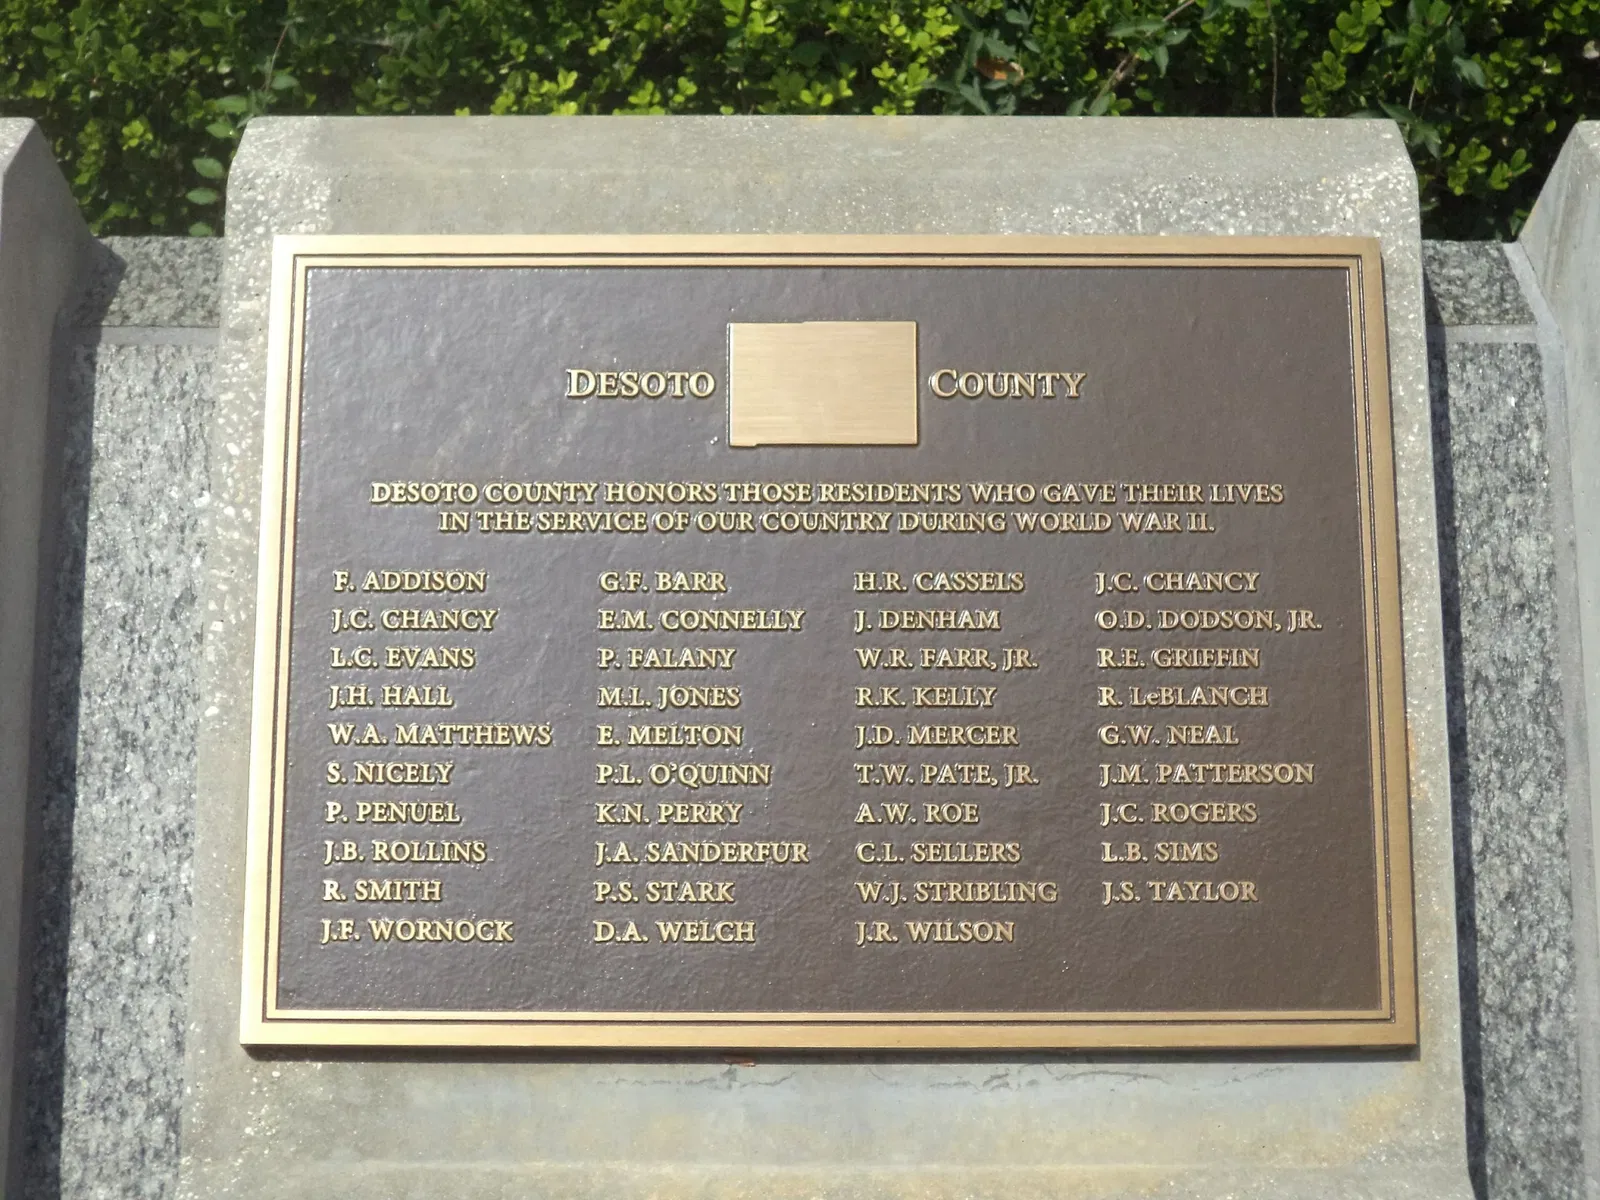 DESOTO COUNTY
DESOTO COUNTY HONORS THOSE RESIDENTS WHO GAVE THEIR LIVES
IN THE SERVICE OF OUR COUNTRY DURING WORLD WAR II.
F. ADDISON G.F. BARR H.R. CASSELS J.C. CHANCY
J.C. CHANCY E.M. CONNELLY J. DENHAM O.D. DODSON, JR.
L.C. EVANS P. FALANY W.R. FARR, JR. R.E. GRIFFIN
J.H. HALL M.L. JONES R.K. KELLY R. LeBLANCH
W.A. MATTHEWS E. MELTON J.D. MERCER G.W. NEAL
S. NICELY P.L. O'QUINN T.W. PATE, JR. J.M. PATTERSON
P. PENUEL K.N. PERRY A.W. ROE J.C. ROGERS
J.B. ROLLINS J.A. SANDERFUR C.L. SELLERS L.B. SIMS
R. SMITH P.S. STARK W.J. STRIBLING J.S. TAYLOR
J.F. WORNOCK D.A. WELCH J.R. WILSON